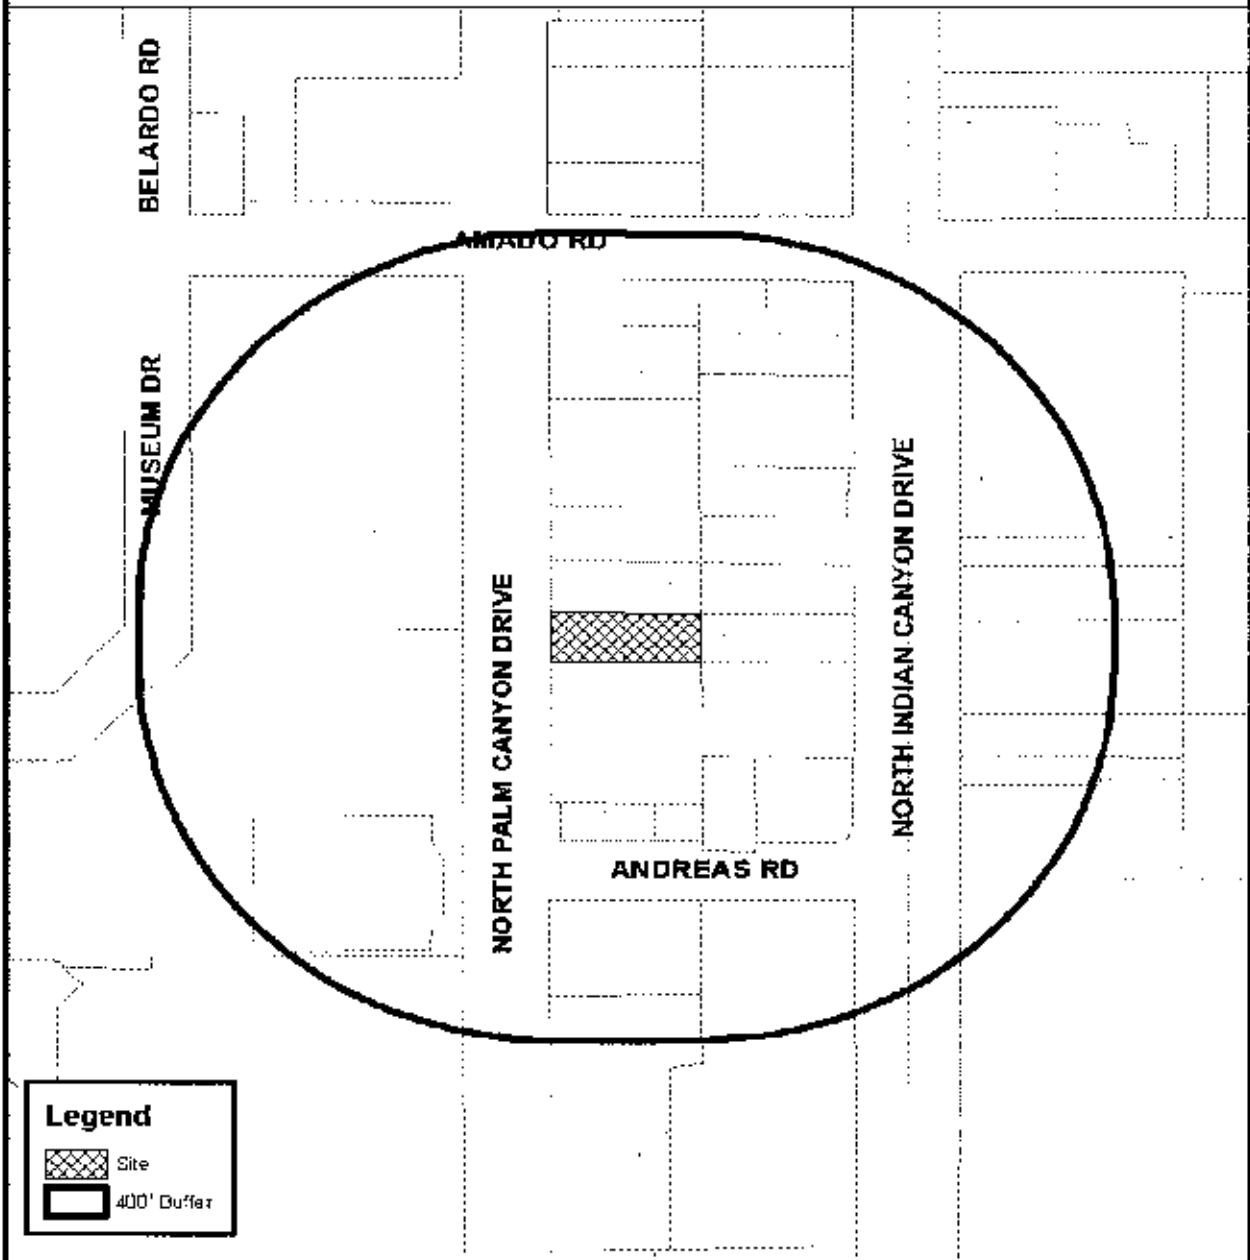 BELARDO RD
AMADO RD
MUSEUM DR
NORTH PALM CANYON DRIVE
NORTH INDIAN CANYON DRIVE
ANDREAS RD
Legend
Site
400' Buffer